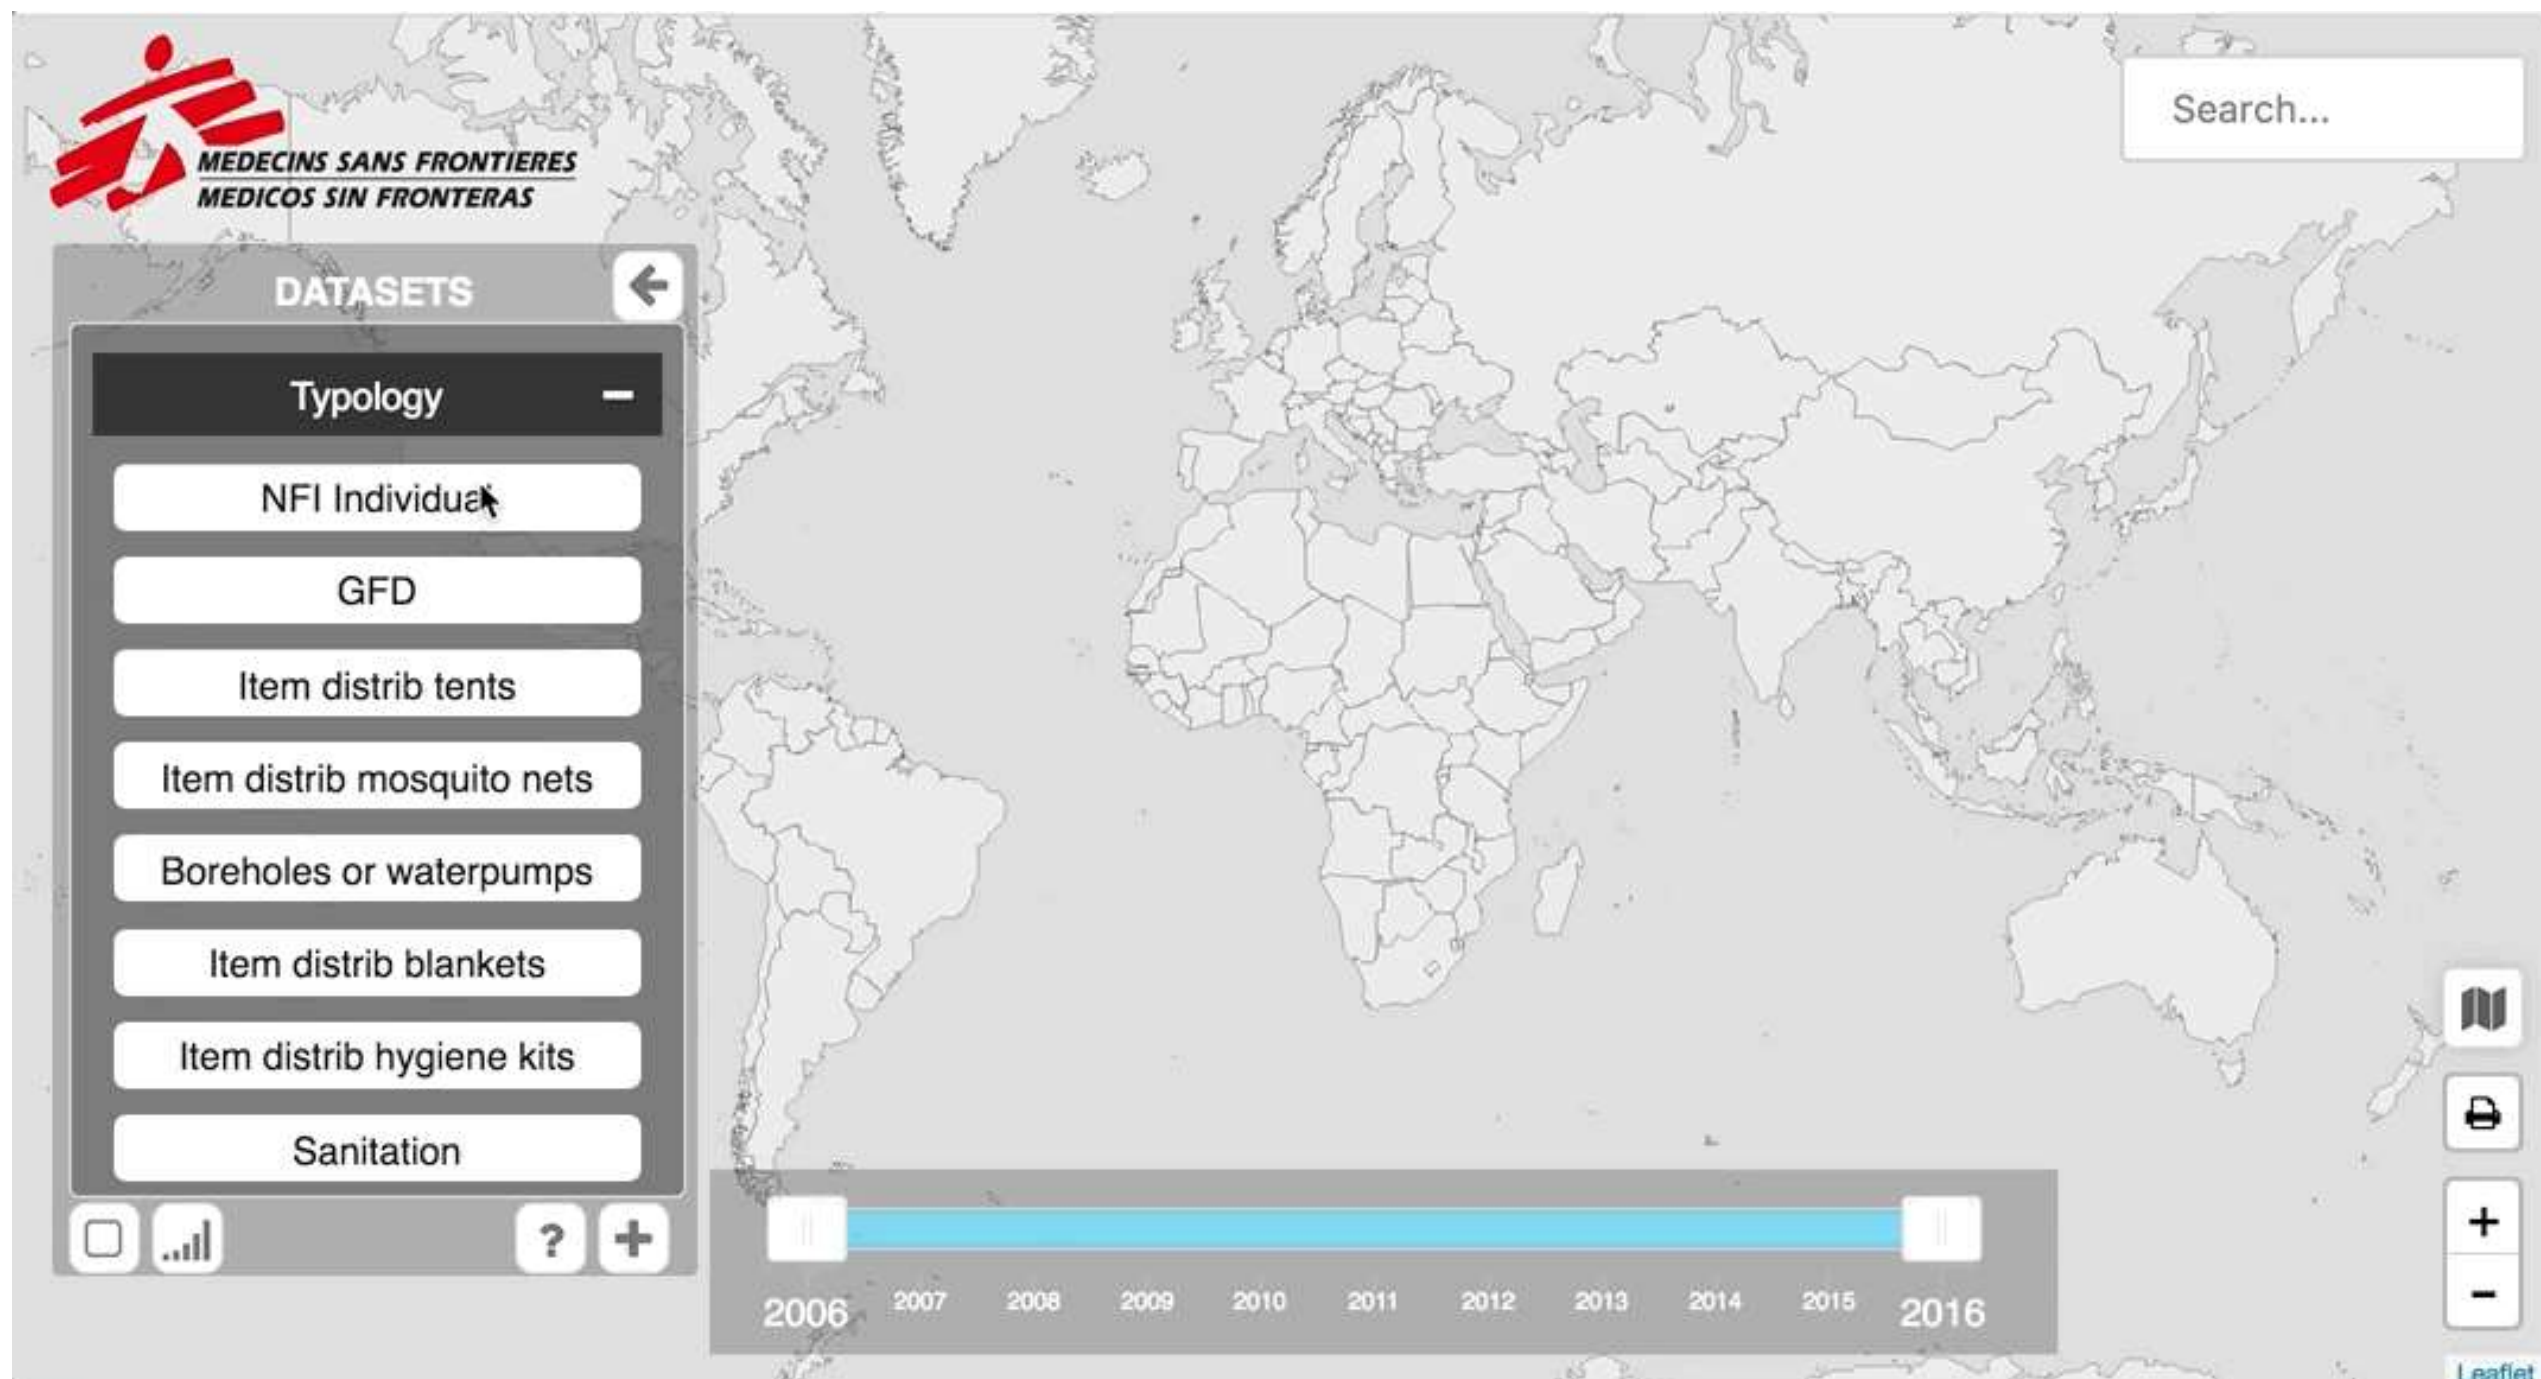 MEDECINS SANS FRONTIERES
MEDICOS SIN FRONTERAS
Search...
DATASETS
Typology
NFI Individual
GFD
Item distrib tents
Item distrib mosquito nets
Boreholes or waterpumps
Item distrib blankets
Item distrib hygiene kits
Sanitation
?
2006 2007 2008 2009 2010 2011 2012 2013 2014 2015 2016
+
−
Leaflet